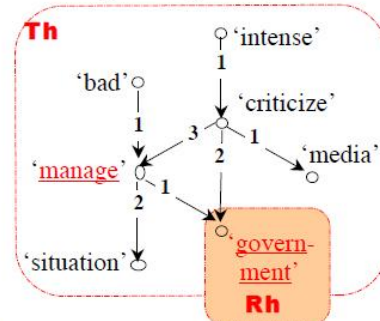 Th
'intense'
1
'bad'
'criticize'
1
3
1
2
'manage'
'media'
1
2
'govern-
ment'
'situation'
Rh